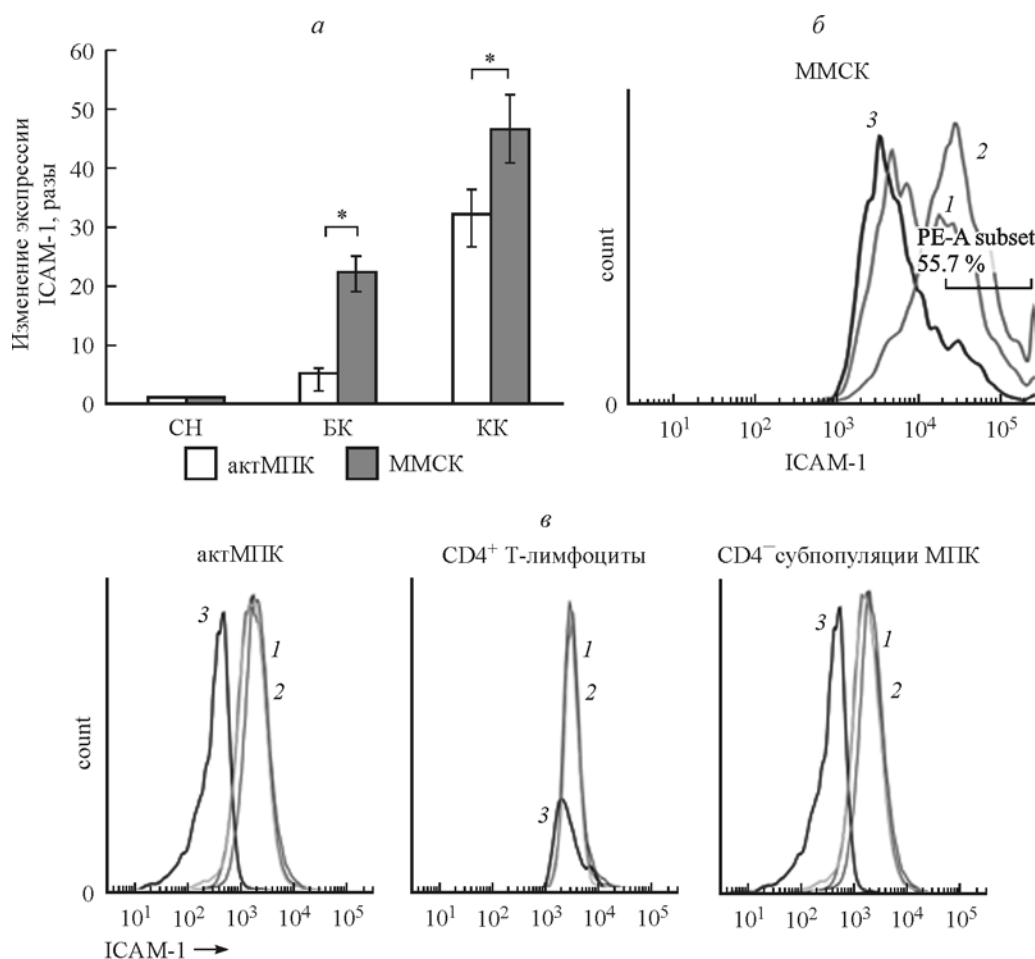 а
60
50
40
30
20
10
0
Изменение экспрессии
ICAM-1, разы
*
*
СН БК КК
актМПК ММСК
б
ММСК
3
2
1
PE-A subset
55.7 %
count
0
10¹ 10² 10³ 10⁴ 10⁵
ICAM-1
в
актМПК CD4⁺ Т-лимфоциты CD4⁻субпопуляции МПК
3 1 2
1 2 3
3 1 2
count
0
10¹ 10² 10³ 10⁴ 10⁵ 10¹ 10² 10³ 10⁴ 10⁵ 10¹ 10² 10³ 10⁴ 10⁵
ICAM-1 →